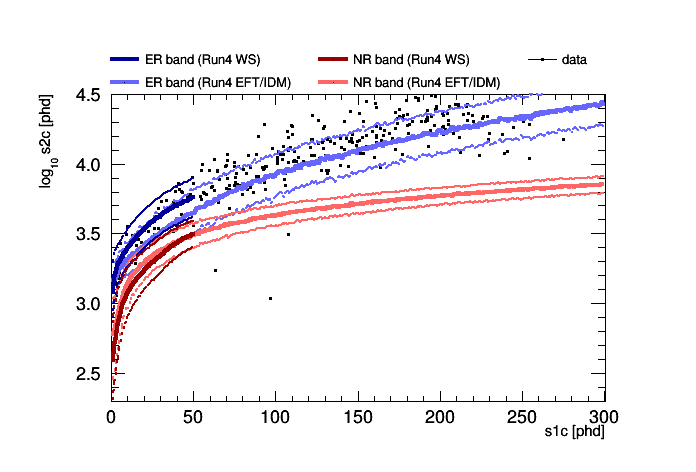 ER band (Run4 WS) NR band (Run4 WS) data
ER band (Run4 EFT/IDM) NR band (Run4 EFT/IDM)
log10 s2c [phd]
4.5
4.0
3.5
3.0
2.5
0 50 100 150 200 250 300
s1c [phd]